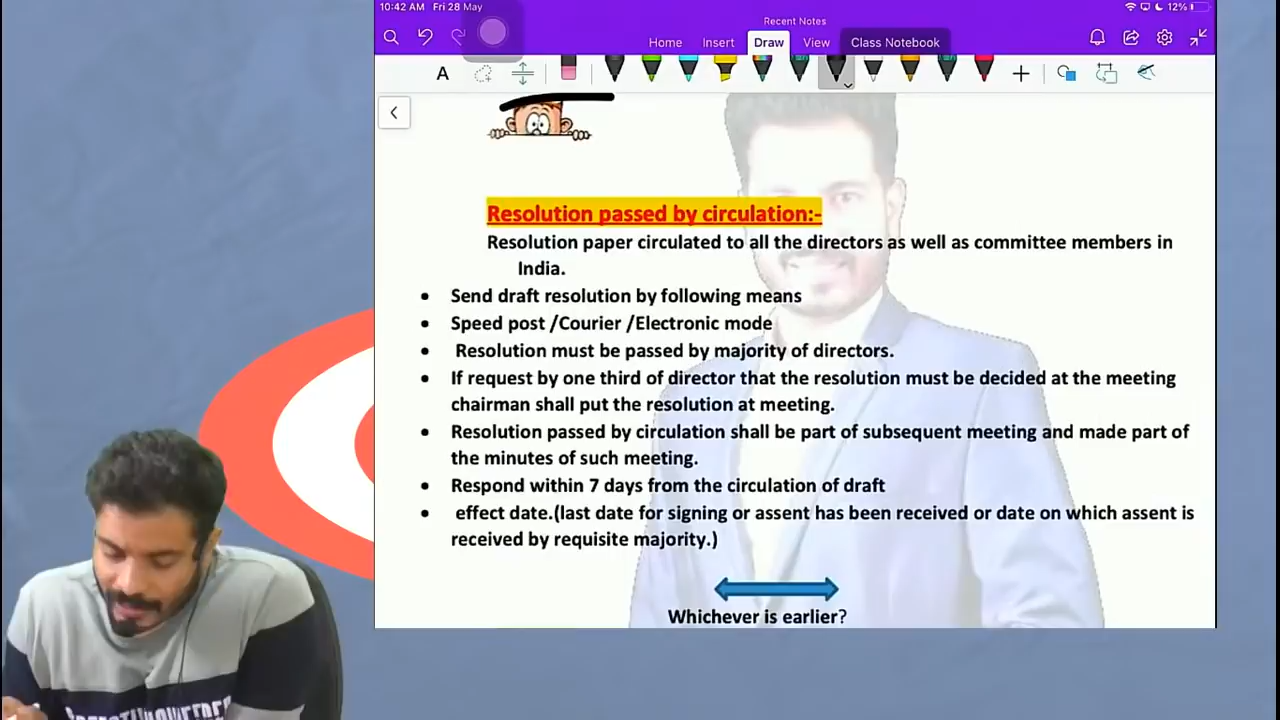 10:42 AM Fri 28 May
12%
Recent Notes
Home Insert Draw View Class Notebook
A
Resolution passed by circulation:-
Resolution paper circulated to all the directors as well as committee members in
India.
• Send draft resolution by following means
• Speed post /Courier /Electronic mode
• Resolution must be passed by majority of directors.
• If request by one third of director that the resolution must be decided at the meeting
chairman shall put the resolution at meeting.
• Resolution passed by circulation shall be part of subsequent meeting and made part of
the minutes of such meeting.
• Respond within 7 days from the circulation of draft
• effect date.(last date for signing or assent has been received or date on which assent is
received by requisite majority.)
Whichever is earlier?